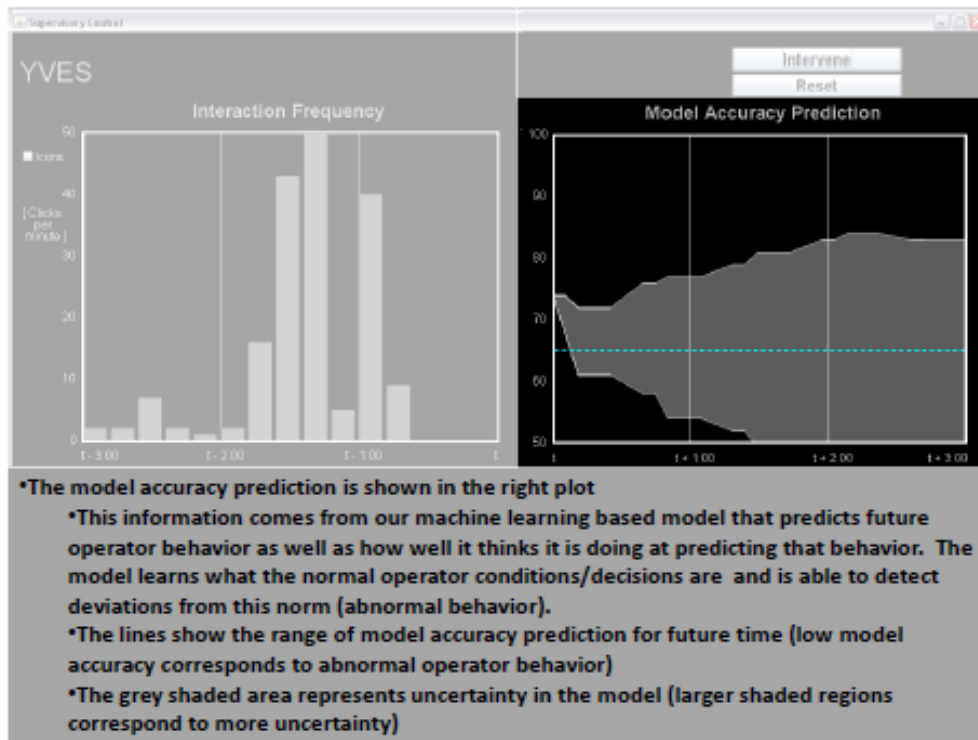 Supervisory Control
YVES
Intervene
Reset
Interaction Frequency
Model Accuracy Prediction
50
Icons
40
[ Clicks
per
minute ]
30
20
10
0
t - 3:00
t - 2:00
t - 1:00
t
100
90
80
70
60
50
t
t + 1:00
t + 2:00
t + 3:00
•The model accuracy prediction is shown in the right plot
•This information comes from our machine learning based model that predicts future
operator behavior as well as how well it thinks it is doing at predicting that behavior. The
model learns what the normal operator conditions/decisions are and is able to detect
deviations from this norm (abnormal behavior).
•The lines show the range of model accuracy prediction for future time (low model
accuracy corresponds to abnormal operator behavior)
•The grey shaded area represents uncertainty in the model (larger shaded regions
correspond to more uncertainty)